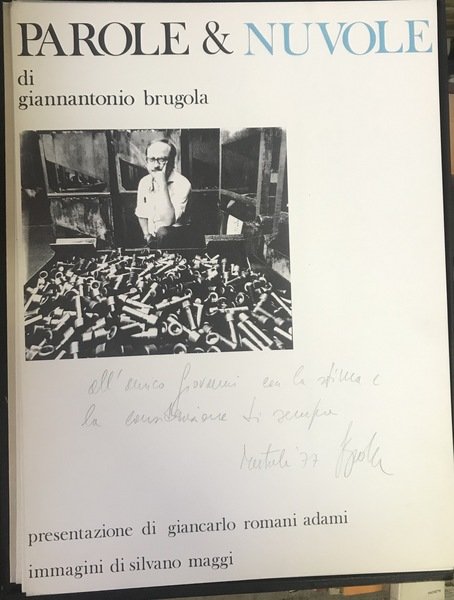 PAROLE & NUVOLE
di
giannantonio brugola
all'amico Giovanni con la stima e
la considerazione di sempre
Natale 77
presentazione di giancarlo romani adami
immagini di silvano maggi